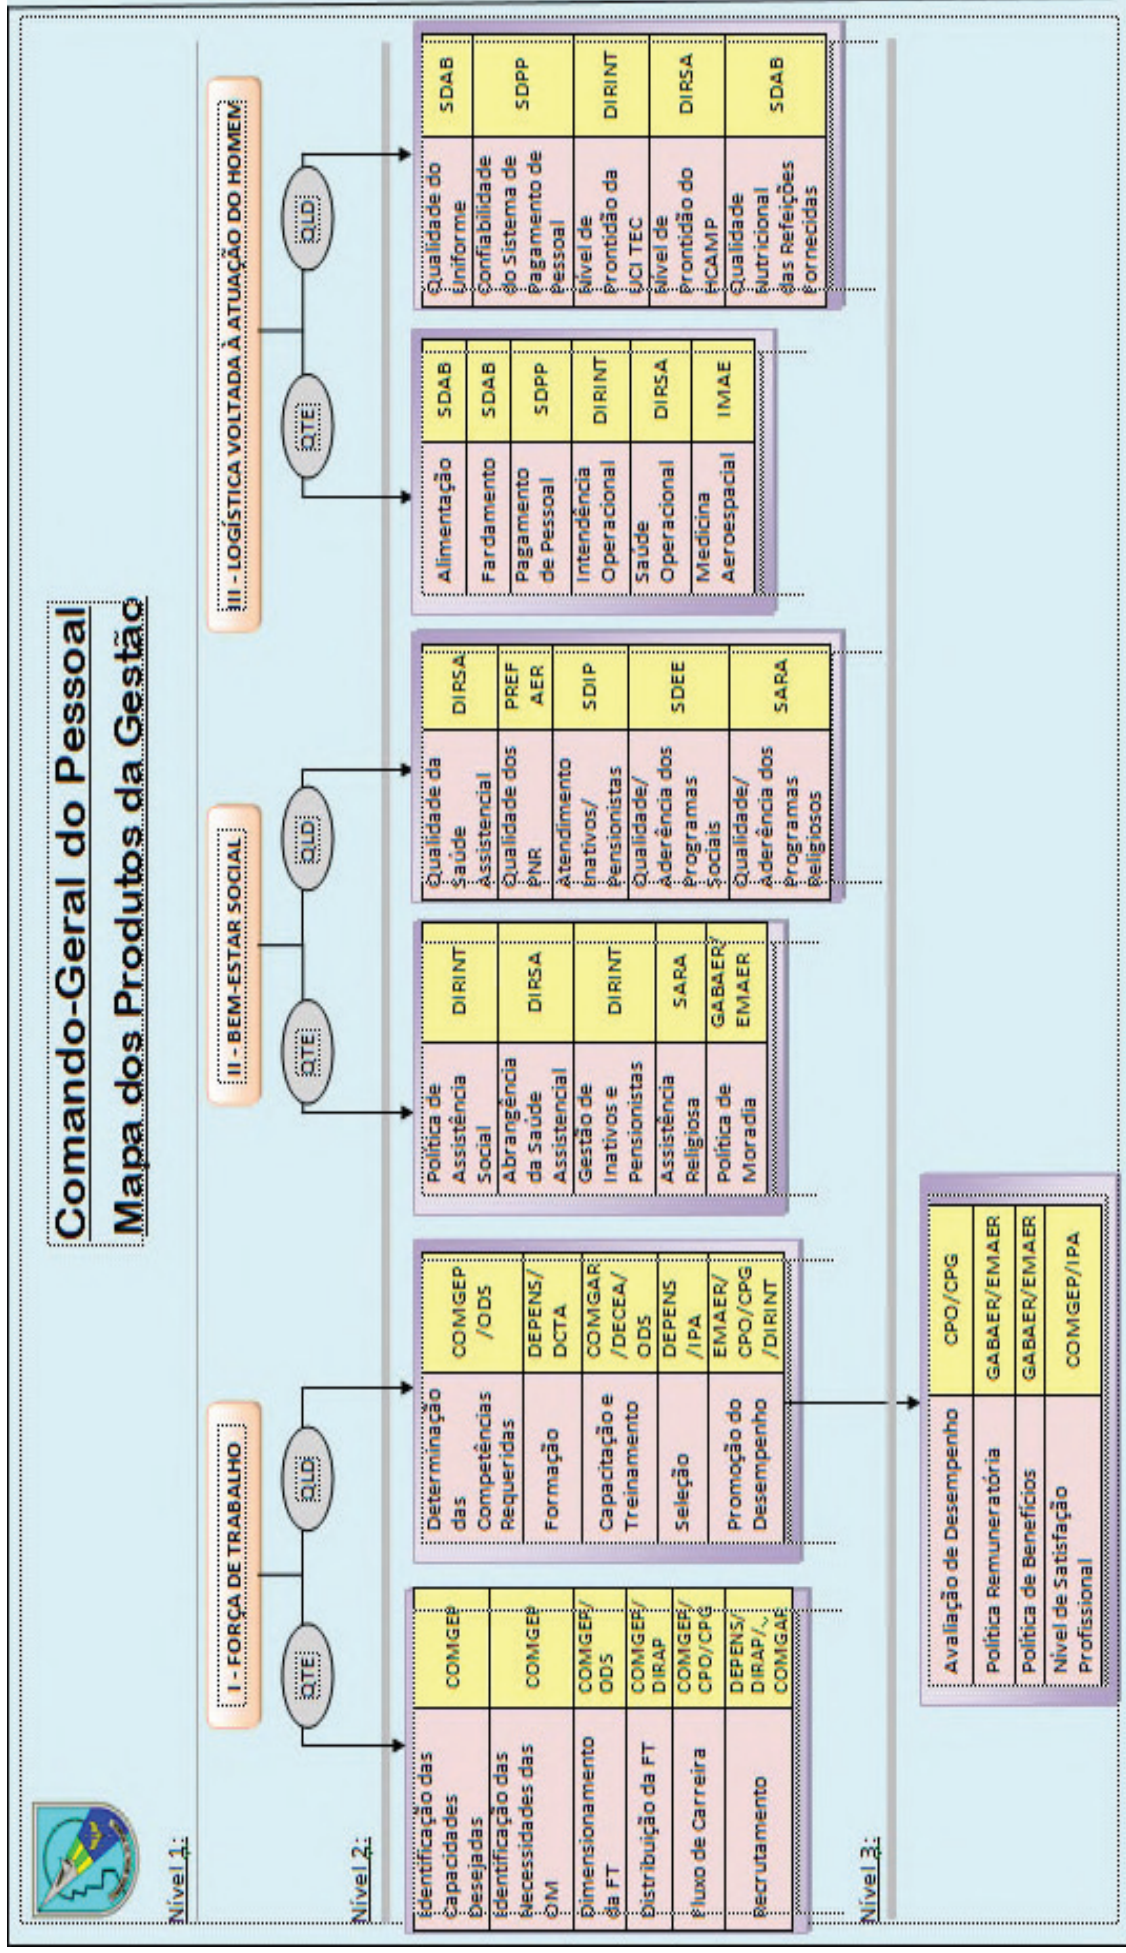 Comando-Geral do Pessoal
Mapa dos Produtos da Gestão
Nível 1:
I - FORÇA DE TRABALHO
II - BEM-ESTAR SOCIAL
III - LOGÍSTICA VOLTADA À ATUAÇÃO DO HOMEM
QTE
QLD
QTE
QLD
QTE
QLD
Nível 2:
Identificação das
Capacidades
Desejadas
COMGEP
Identificação das
Necessidades das
OM
COMGEP
Dimensionamento
da FT
COMGEP/
ODS
Distribuição da FT
COMGEP/
DIRAP
Fluxo de Carreira
COMGEP/
CPO/CPG
Recrutamento
DEPENS/
DIRAP/
COMGAR
Determinação
das
Competências
Requeridas
COMGEP
/ODS
Formação
DEPENS/
DCTA
Capacitação e
Treinamento
COMGAR
/DECEA/
ODS
Seleção
DEPENS
/IPA
Promoção do
Desempenho
EMAER/
CPO/CPG
/DIRINT
Política de
Assistência
Social
DIRINT
Abrangência
da Saúde
Assistencial
DIRSA
Gestão de
Inativos e
Pensionistas
DIRINT
Assistência
Religiosa
SARA
Política de
Moradia
GABAER/
EMAER
Qualidade da
Saúde
Assistencial
DIRSA
Qualidade dos
PNR
PREF
AER
Atendimento
Inativos/
Pensionistas
SDIP
Qualidade/
Aderência dos
Programas
Sociais
SDEE
Qualidade/
Aderência dos
Programas
Religiosos
SARA
Alimentação
SDAB
Fardamento
SDAB
Pagamento
de Pessoal
SDPP
Intendência
Operacional
DIRINT
Saúde
Operacional
DIRSA
Medicina
Aeroespacial
IMAE
Qualidade do
Uniforme
SDAB
Confiabilidade
do Sistema de
Pagamento de
Pessoal
SDPP
Nível de
Prontidão da
UCI TEC
DIRINT
Nível de
Prontidão do
HCAMP
DIRSA
Qualidade
Nutricional
das Refeições
Fornecidas
SDAB
Nível 3:
Avaliação de Desempenho
CPO/CPG
Política Remuneratória
GABAER/EMAER
Política de Benefícios
GABAER/EMAER
Nível de Satisfação
Profissional
COMGEP/IPA